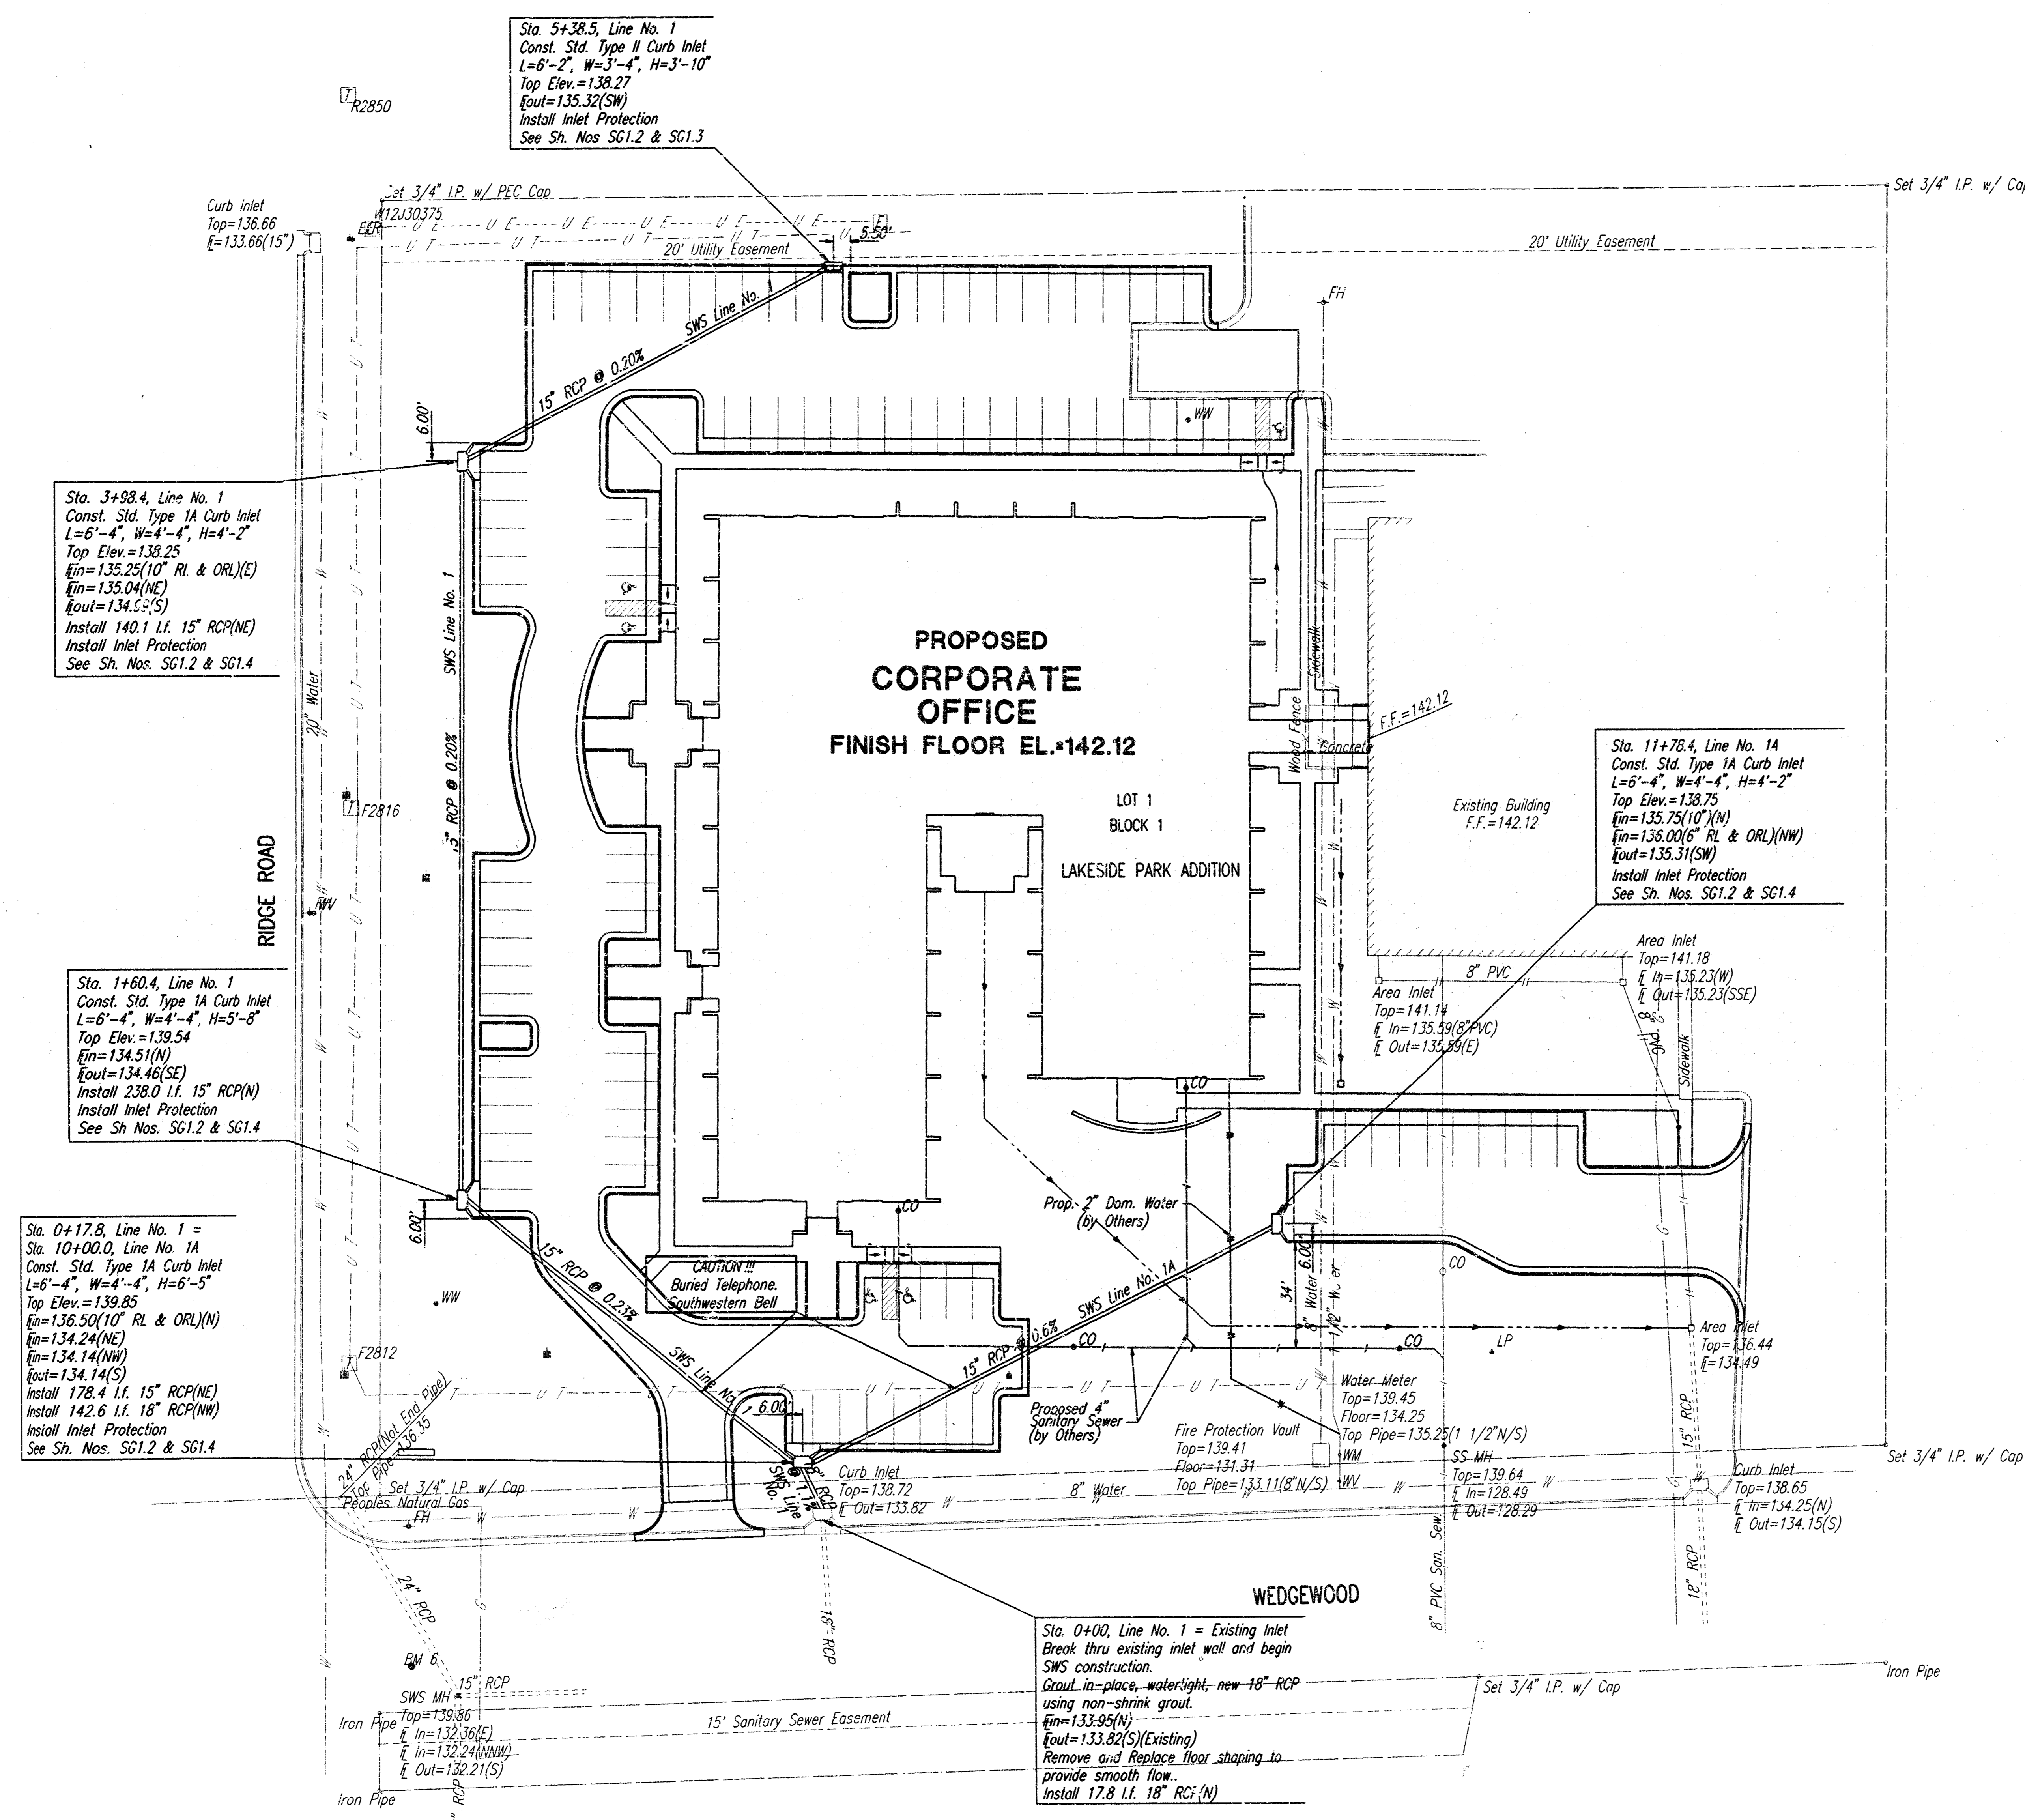 Sta. 5+38.5, Line No. 1
Const. Std. Type II Curb Inlet
L=6'-2", W=3'-4", H=3'-10"
Top Elev.=138.27
out=135.32(SW)
Install Inlet Protection
See Sh. Nos SG1.2 & SG1.3
R2850
Set 3/4" I.P. w/ PEC Cap
Set 3/4" I.P. w/ Cap
Curb inlet
Top=136.66
=133.66(15")
W12J30375
5.50'
20' Utility Easement
20' Utility Easement
FH
SWS Line No. 1
15" RCP @ 0.20%
6.00'
WW
Sta. 3+98.4, Line No. 1
Const. Std. Type 1A Curb Inlet
L=6'-4", W=4'-4", H=4'-2"
Top Elev.=138.25
in=135.25(10" RL & ORL)(E)
in=135.04(NE)
out=134.99(S)
Install 140.1 l.f. 15" RCP(NE)
Install Inlet Protection
See Sh. Nos. SG1.2 & SG1.4
SWS Line No. 1
15" RCP @ 0.20%
20" Water
PROPOSED
CORPORATE
OFFICE
FINISH FLOOR EL.=142.12
Sidewalk
Wood Fence
Concrete
F.F.=142.12
LOT 1
BLOCK 1
LAKESIDE PARK ADDITION
Existing Building
F.F.=142.12
Sta. 11+78.4, Line No. 1A
Const. Std. Type 1A Curb Inlet
L=6'-4", W=4'-4", H=4'-2"
Top Elev.=138.75
in=135.75(10")(N)
in=136.00(6" RL & ORL)(NW)
out=135.31(SW)
Install Inlet Protection
See Sh. Nos. SG1.2 & SG1.4
F2816
RIDGE ROAD
Area Inlet
Top=141.18
In=135.23(W)
Out=135.23(SSE)
8" PVC
Area Inlet
Top=141.14
In=135.59(8"PVC)
Out=135.59(E)
8" PVC
Sidewalk
Sta. 1+60.4, Line No. 1
Const. Std. Type 1A Curb Inlet
L=6'-4", W=4'-4", H=5'-8"
Top Elev.=139.54
in=134.51(N)
out=134.46(SE)
Install 238.0 l.f. 15" RCP(N)
Install Inlet Protection
See Sh Nos. SG1.2 & SG1.4
6.00'
CO
CO
Prop. 2" Dom. Water
(by Others)
Sta. 0+17.8, Line No. 1 =
Sta. 10+00.0, Line No. 1A
Const. Std. Type 1A Curb Inlet
L=6'-4", W=4'-4", H=6'-5"
Top Elev.=139.85
in=136.50(10" RL & ORL)(N)
in=134.24(NE)
in=134.14(NW)
out=134.14(S)
Install 178.4 l.f. 15" RCP(NE)
Install 142.6 l.f. 18" RCP(NW)
Install Inlet Protection
See Sh. Nos. SG1.2 & SG1.4
15" RCP @ 0.23%
CAUTION !!!
Buried Telephone.
Southwestern Bell
WW
SWS Line No. 1A
15" RCP @ 0.6%
34'
6.00'
8" Water
1 1/2" Water
CO
CO
CO
LP
Area Inlet
Top=136.44
=134.49
F2812
SWS Line No. 1
6.00'
Proposed 4"
Sanitary Sewer
(by Others)
Water Meter
Top=139.45
Floor=134.25
Top Pipe=135.25(1 1/2"N/S)
Fire Protection Vault
Top=139.41
Floor=131.31
Top Pipe=133.11(8"N/S)
WM
WV
SS MH
Top=139.64
In=128.49
Out=128.29
15" RCP
24" RCP(Not End Pipe)
Top Pipe=136.35
Set 3/4" I.P. w/ Cap
Peoples Natural Gas
FH
18" RCP
@ 1.1%
SWS Line
No. 1
Curb Inlet
Top=138.72
Out=133.82
8" Water
Curb Inlet
Top=138.65
In=134.25(N)
Out=134.15(S)
Set 3/4" I.P. w/ Cap
24" RCP
18" RCP
8" PVC San. Sew.
18" RCP
WEDGEWOOD
Sta. 0+00, Line No. 1 = Existing Inlet
Break thru existing inlet wall and begin
SWS construction.
Grout in-place, watertight, new 18" RCP
using non-shrink grout.
in=133.95(N)
out=133.82(S)(Existing)
Remove and Replace floor shaping to
provide smooth flow..
Install 17.8 l.f. 18" RCP(N)
BM 6
15" RCP
SWS MH
Top=139.86
In=132.36(E)
In=132.24(NNW)
Out=132.21(S)
Iron Pipe
15' Sanitary Sewer Easement
Set 3/4" I.P. w/ Cap
Iron Pipe
Iron Pipe
RCP